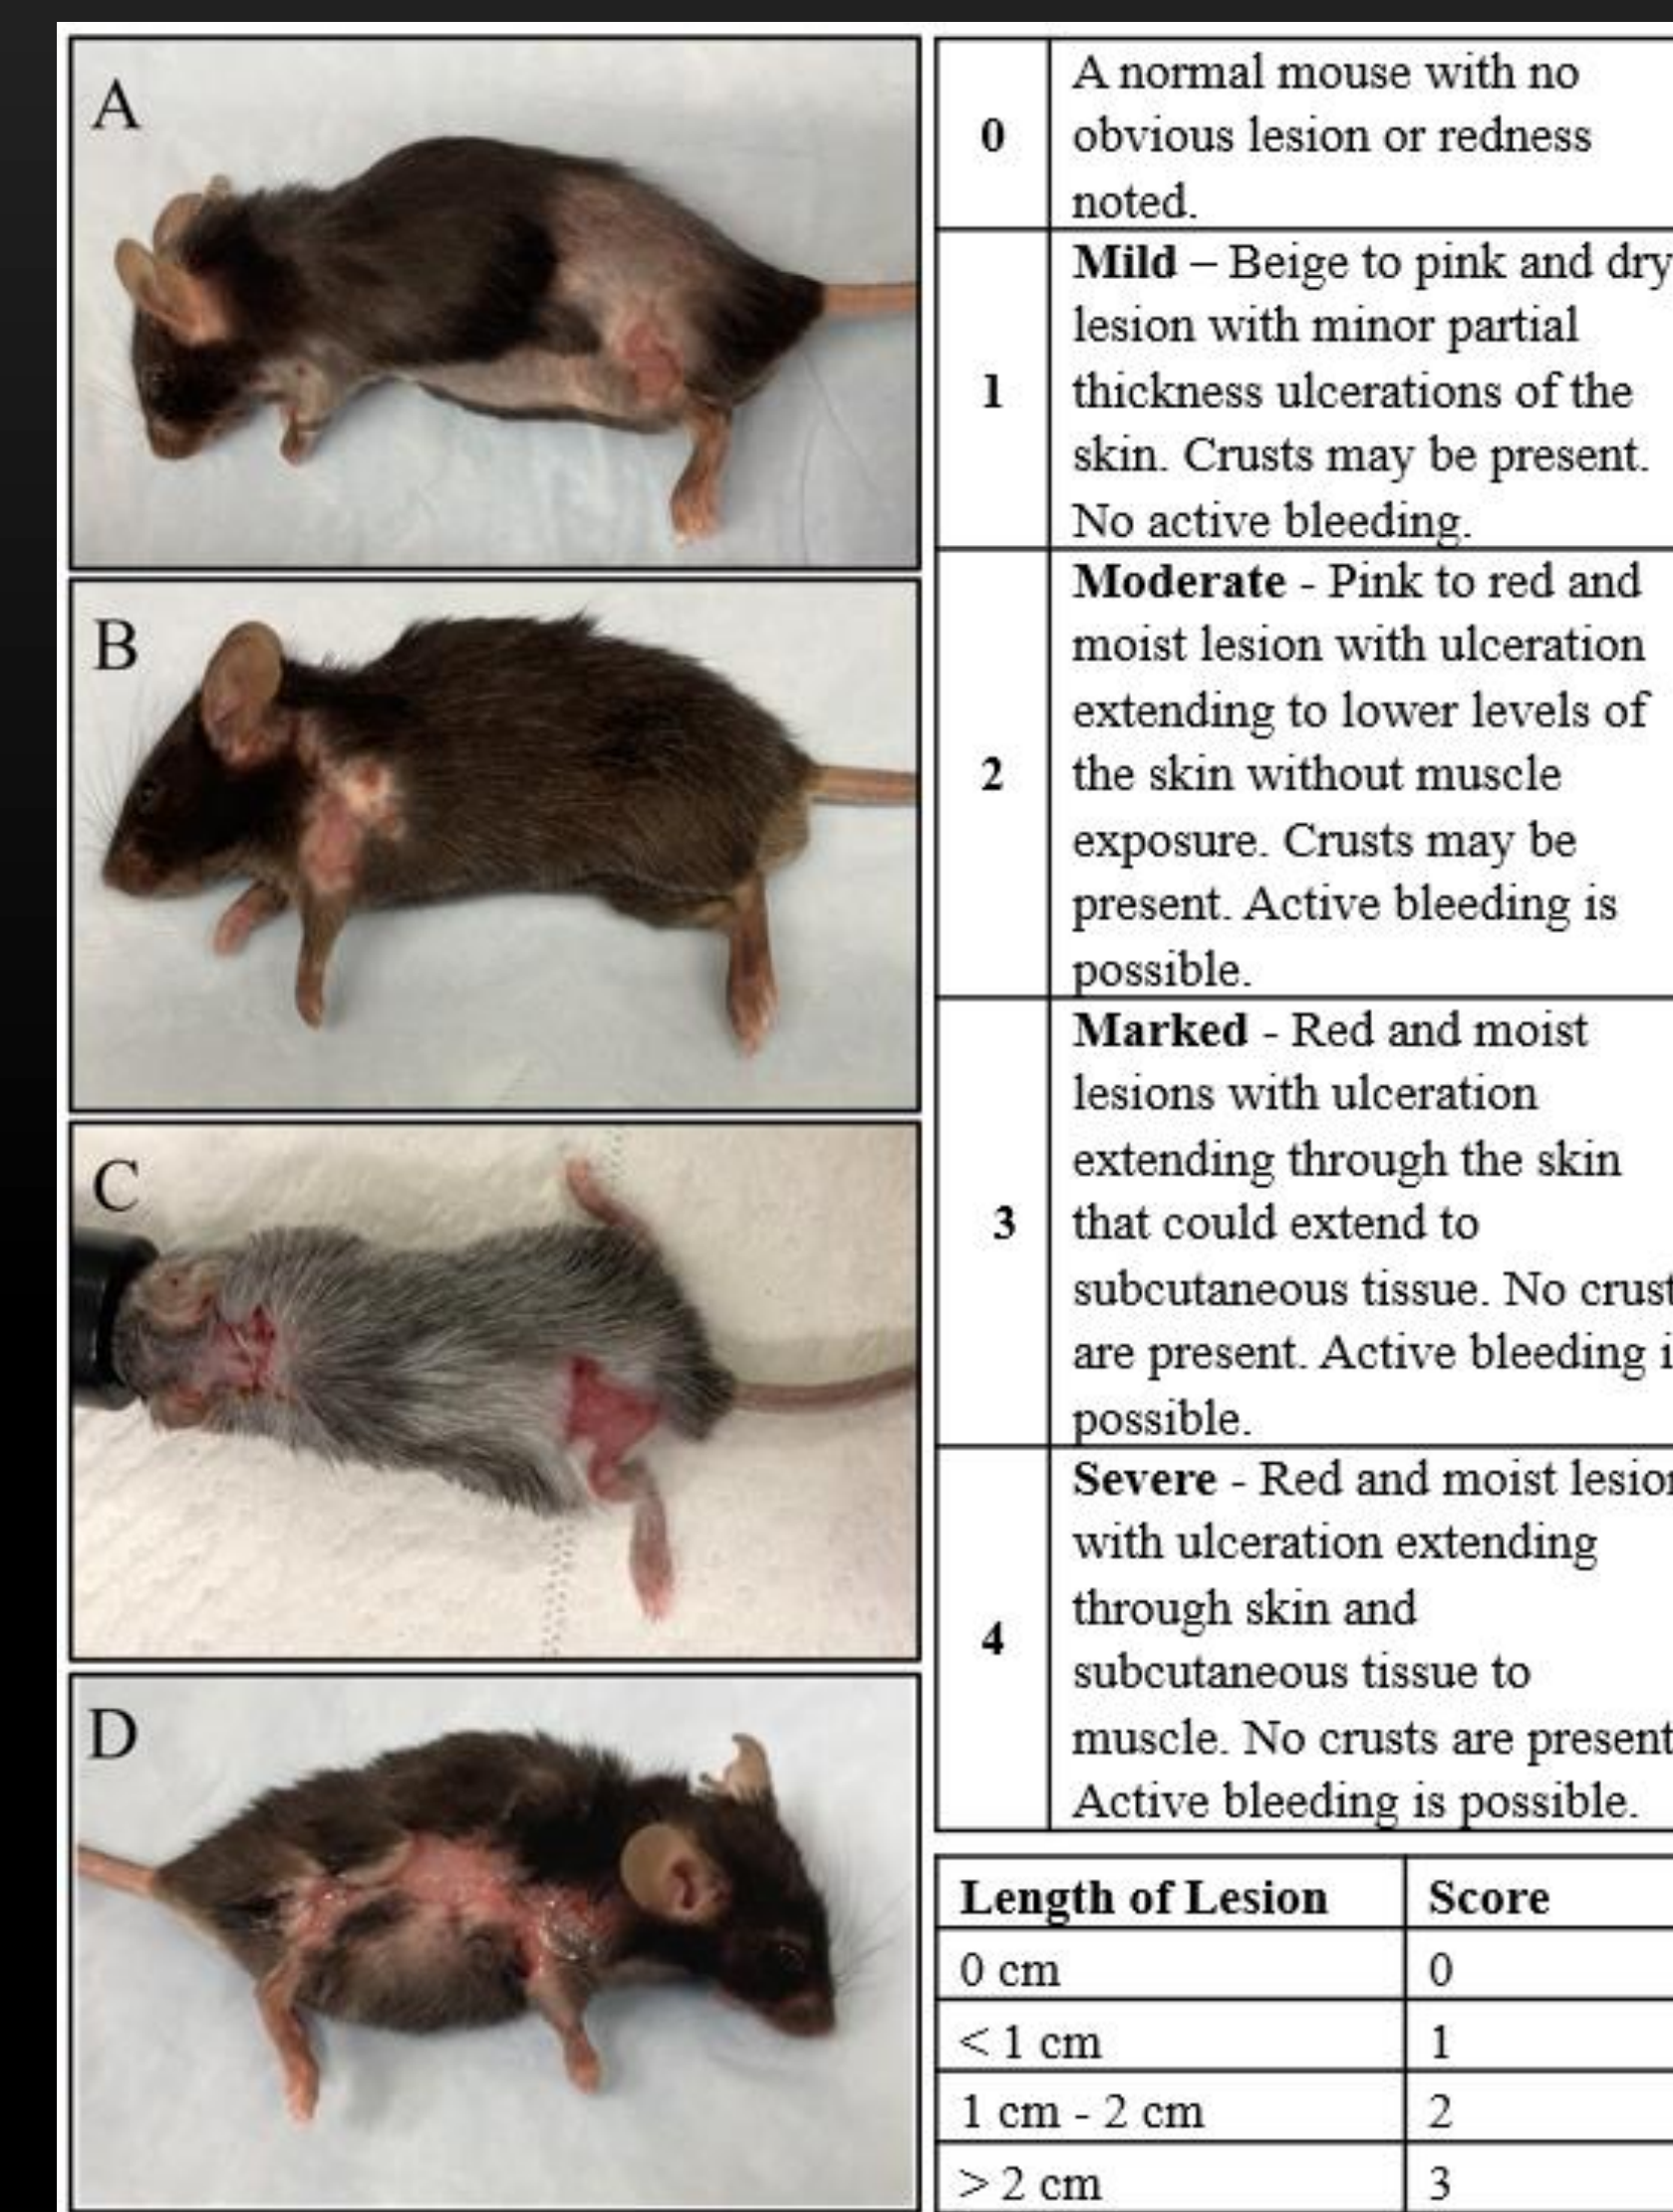 A
B
C
D
0
A normal mouse with no
obvious lesion or redness
noted.
1
Mild – Beige to pink and dry
lesion with minor partial
thickness ulcerations of the
skin. Crusts may be present.
No active bleeding.
2
Moderate - Pink to red and
moist lesion with ulceration
extending to lower levels of
the skin without muscle
exposure. Crusts may be
present. Active bleeding is
possible.
3
Marked - Red and moist
lesions with ulceration
extending through the skin
that could extend to
subcutaneous tissue. No crust
are present. Active bleeding i
possible.
4
Severe - Red and moist lesion
with ulceration extending
through skin and
subcutaneous tissue to
muscle. No crusts are present
Active bleeding is possible.
Length of Lesion Score
0 cm 0
< 1 cm 1
1 cm - 2 cm 2
> 2 cm 3